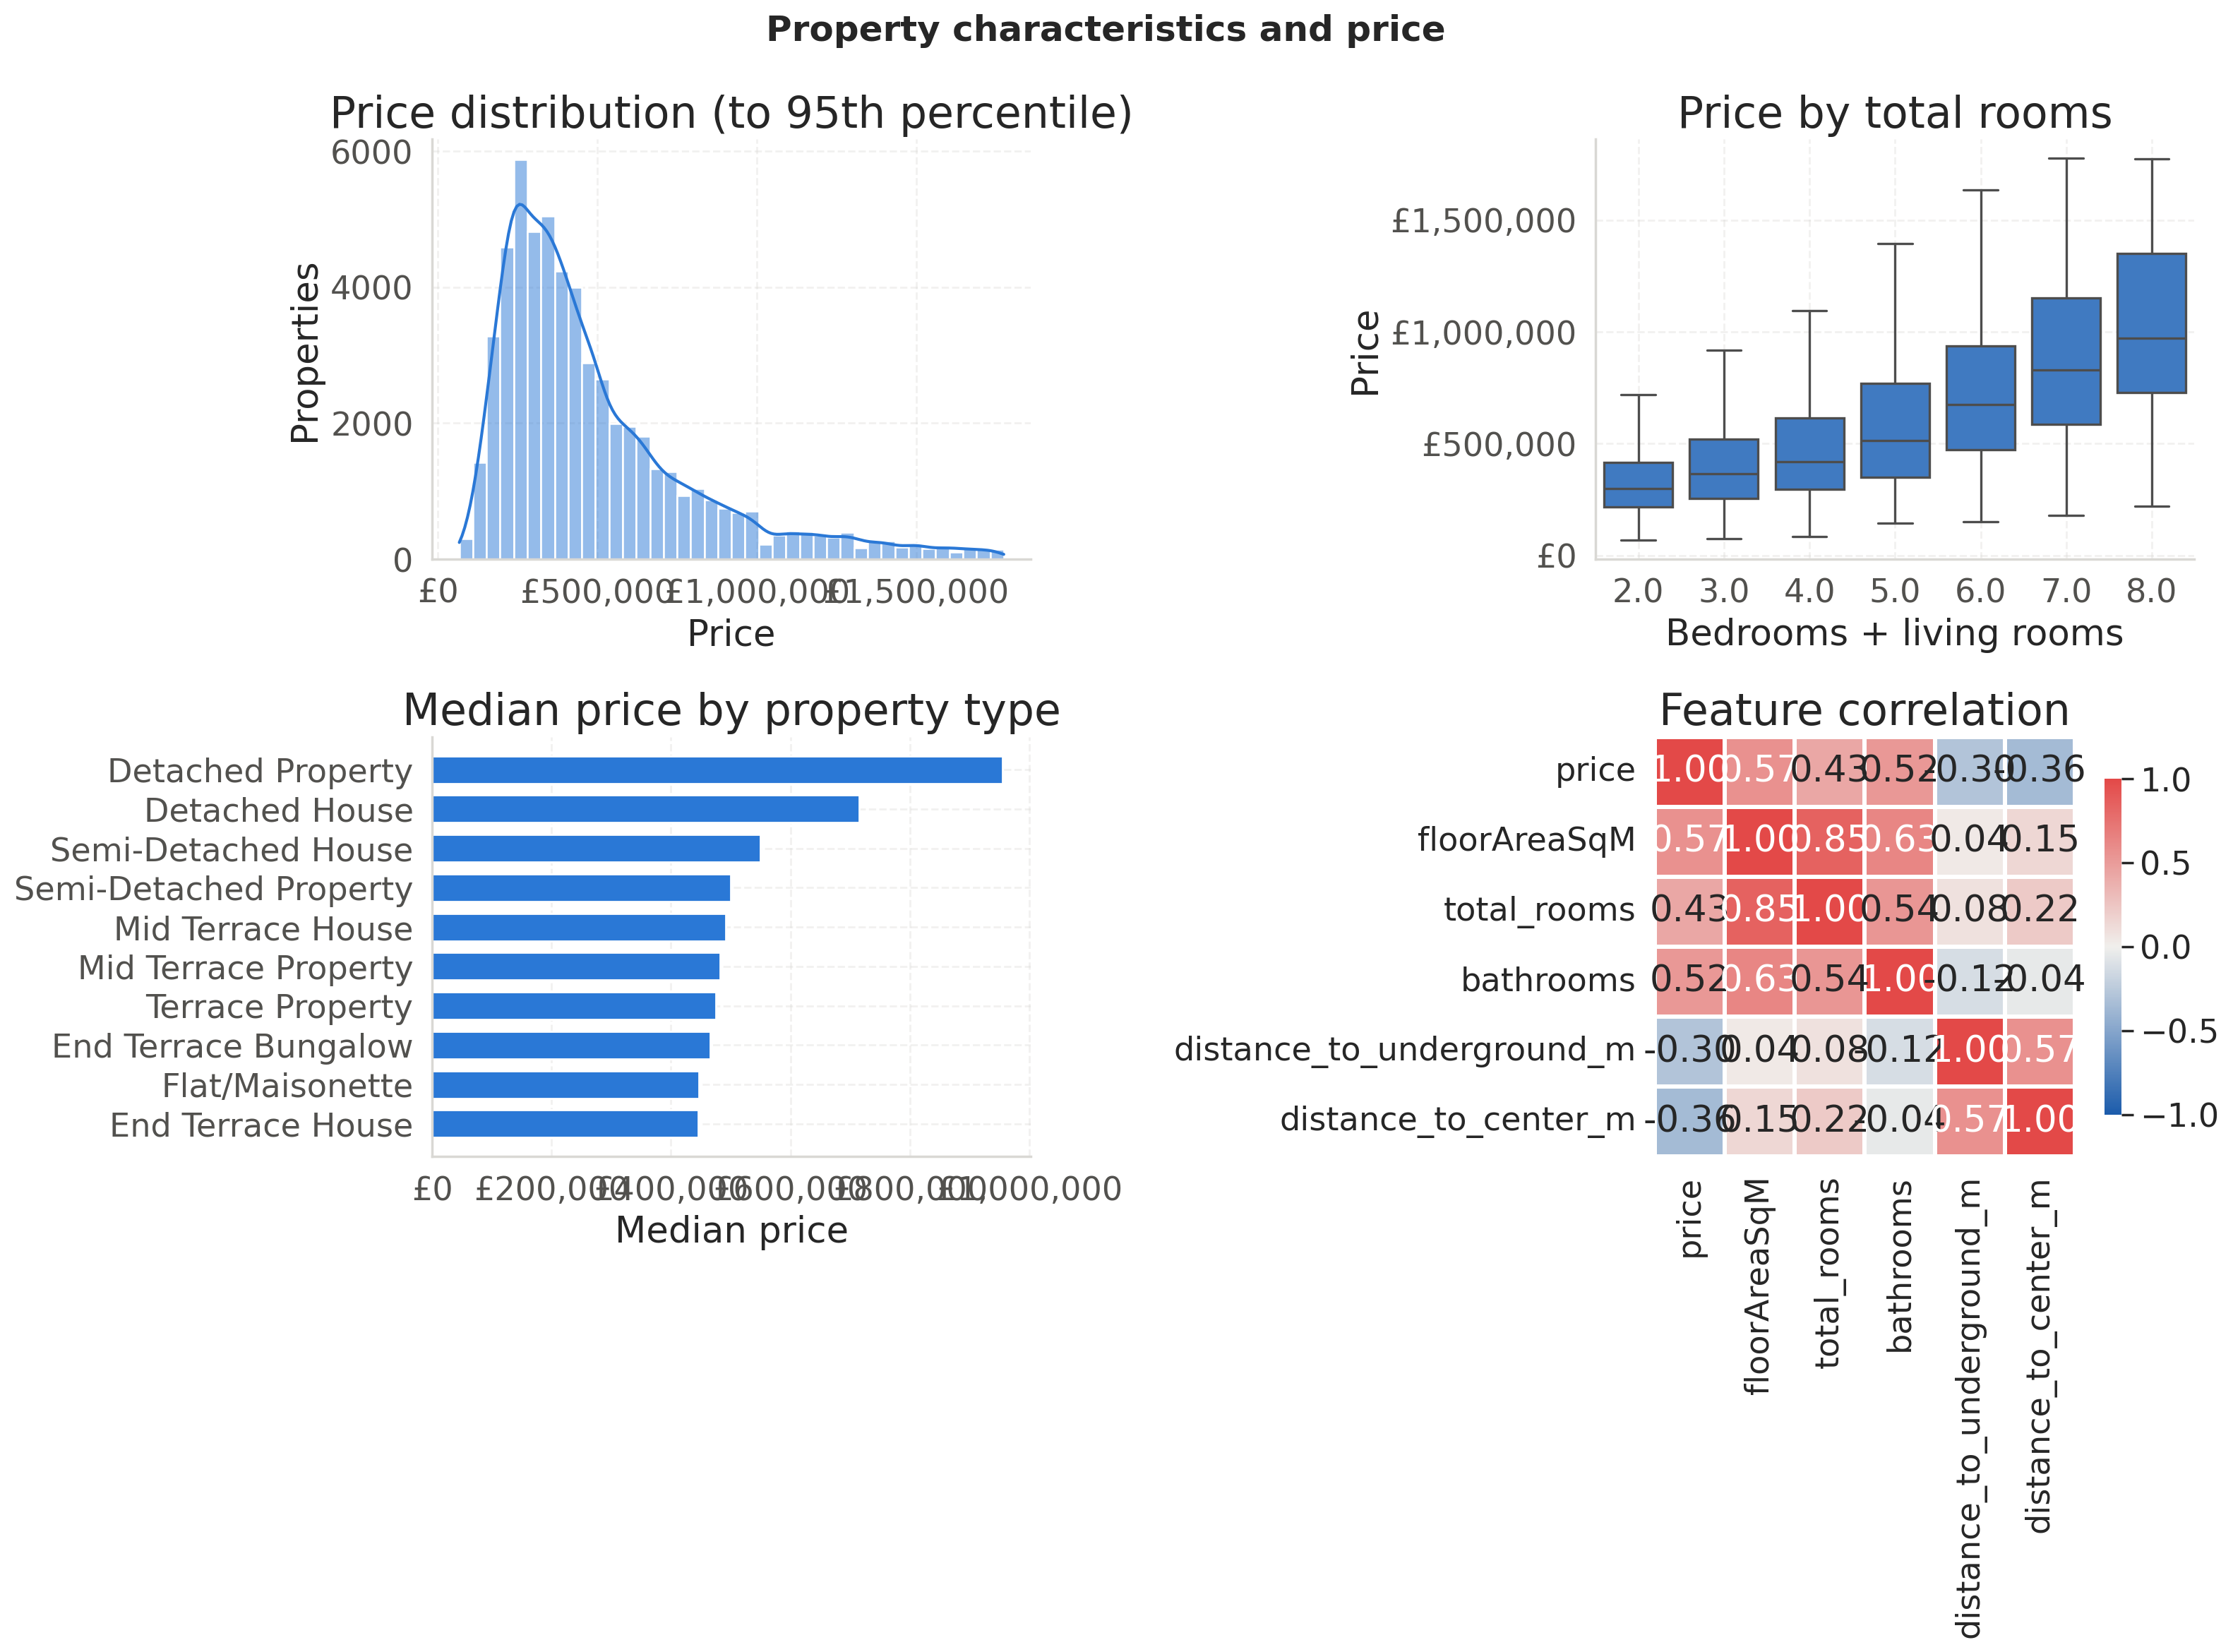 Property characteristics and price
Price distribution (to 95th percentile)
6000
4000
2000
0
Properties
£0 £500,000 £1,000,000 £1,500,000
Price
Price by total rooms
£1,500,000
£1,000,000
£500,000
£0
Price
2.0 3.0 4.0 5.0 6.0 7.0 8.0
Bedrooms + living rooms
Median price by property type
Detached Property
Detached House
Semi-Detached House
Semi-Detached Property
Mid Terrace House
Mid Terrace Property
Terrace Property
End Terrace Bungalow
Flat/Maisonette
End Terrace House
£0 £200,000 £400,000 £600,000 £800,000 £1,000,000
Median price
Feature correlation
price 1.00 0.57 0.43 0.52 -0.30 -0.36
floorAreaSqM 0.57 1.00 0.85 0.63 0.04 0.15
total_rooms 0.43 0.85 1.00 0.54 0.08 0.22
bathrooms 0.52 0.63 0.54 1.00 -0.12 -0.04
distance_to_underground_m -0.30 0.04 0.08 -0.12 1.00 0.57
distance_to_center_m -0.36 0.15 0.22 -0.04 0.57 1.00
price
floorAreaSqM
total_rooms
bathrooms
distance_to_underground_m
distance_to_center_m
1.0
0.5
0.0
−0.5
−1.0